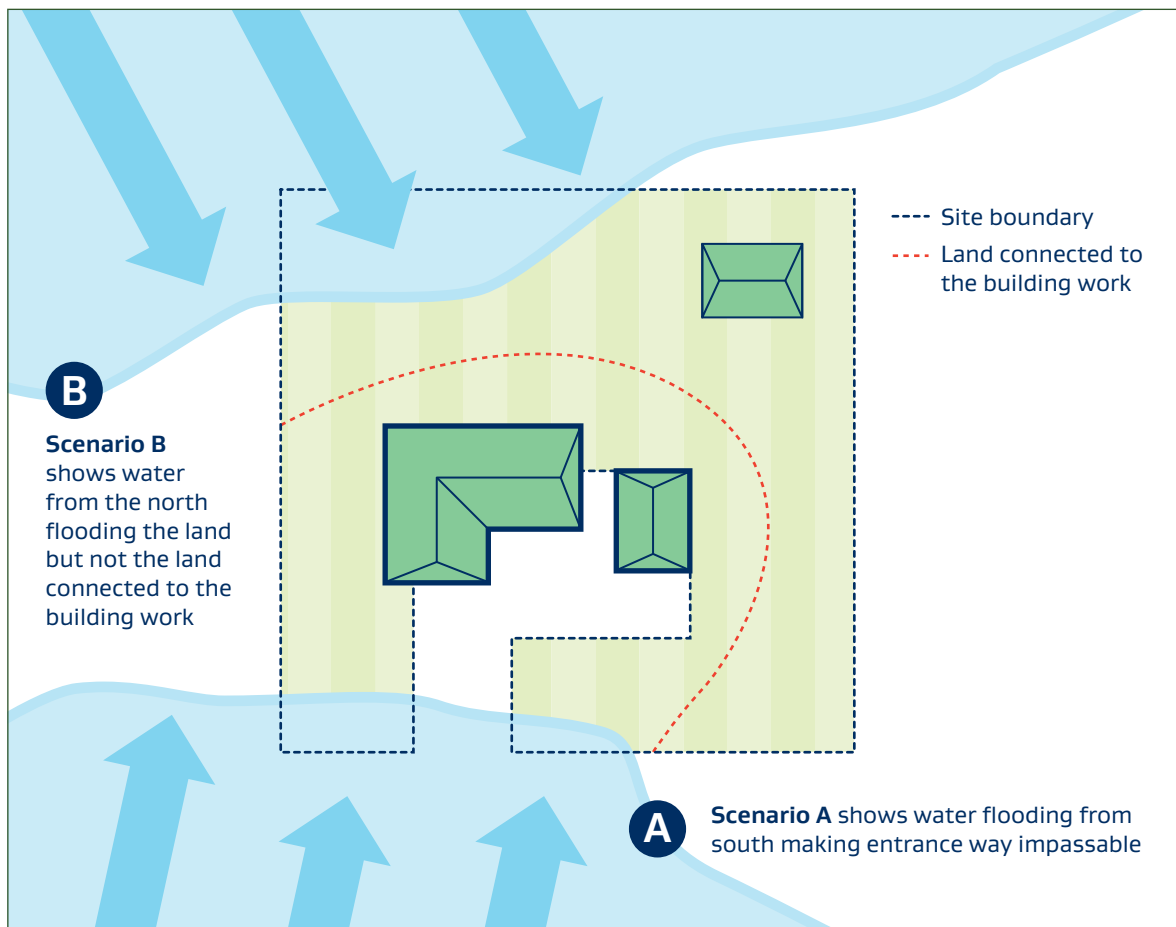 Site boundary
Land connected to
the building work
B
Scenario B
shows water
from the north
flooding the land
but not the land
connected to the
building work
A
Scenario A shows water flooding from
south making entrance way impassable